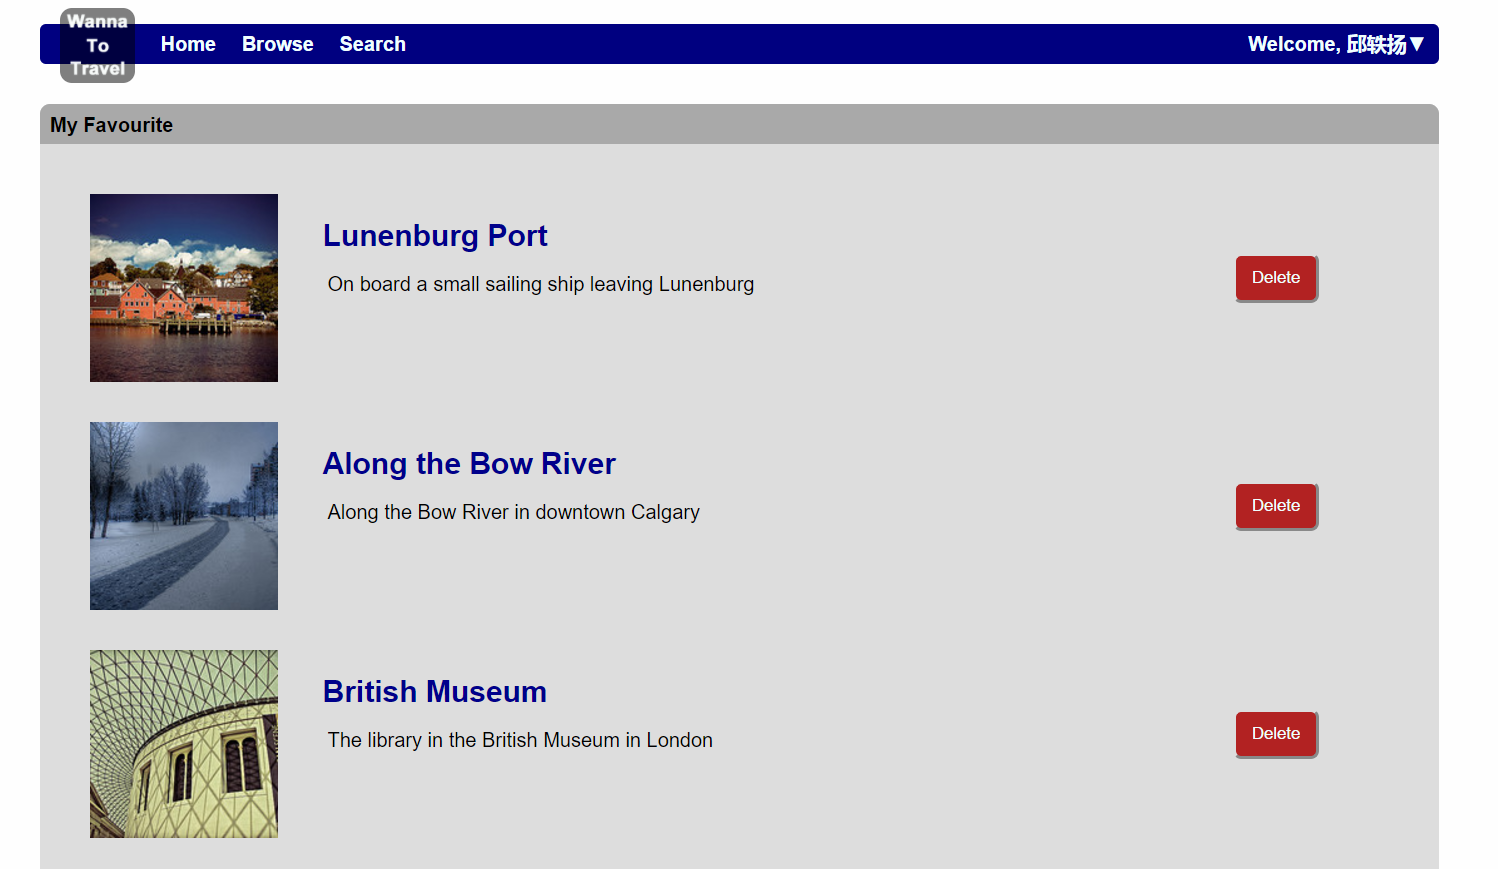 Wanna
To
Travel
Home Browse Search
Welcome, 邱轶扬▼
My Favourite
Lunenburg Port
On board a small sailing ship leaving Lunenburg
Delete
Along the Bow River
Along the Bow River in downtown Calgary
Delete
British Museum
The library in the British Museum in London
Delete